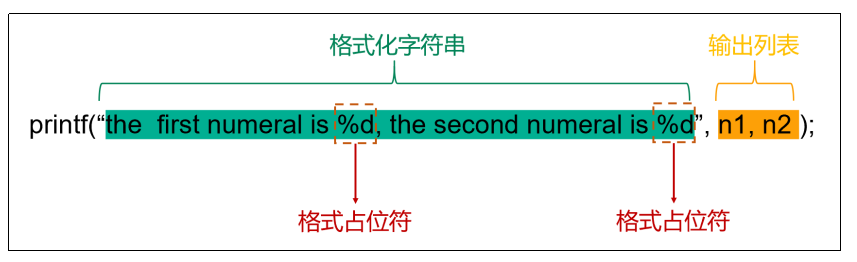 格式化字符串 输出列表
printf(“the  first numeral is %d, the second numeral is %d”, n1, n2 );
格式占位符 格式占位符